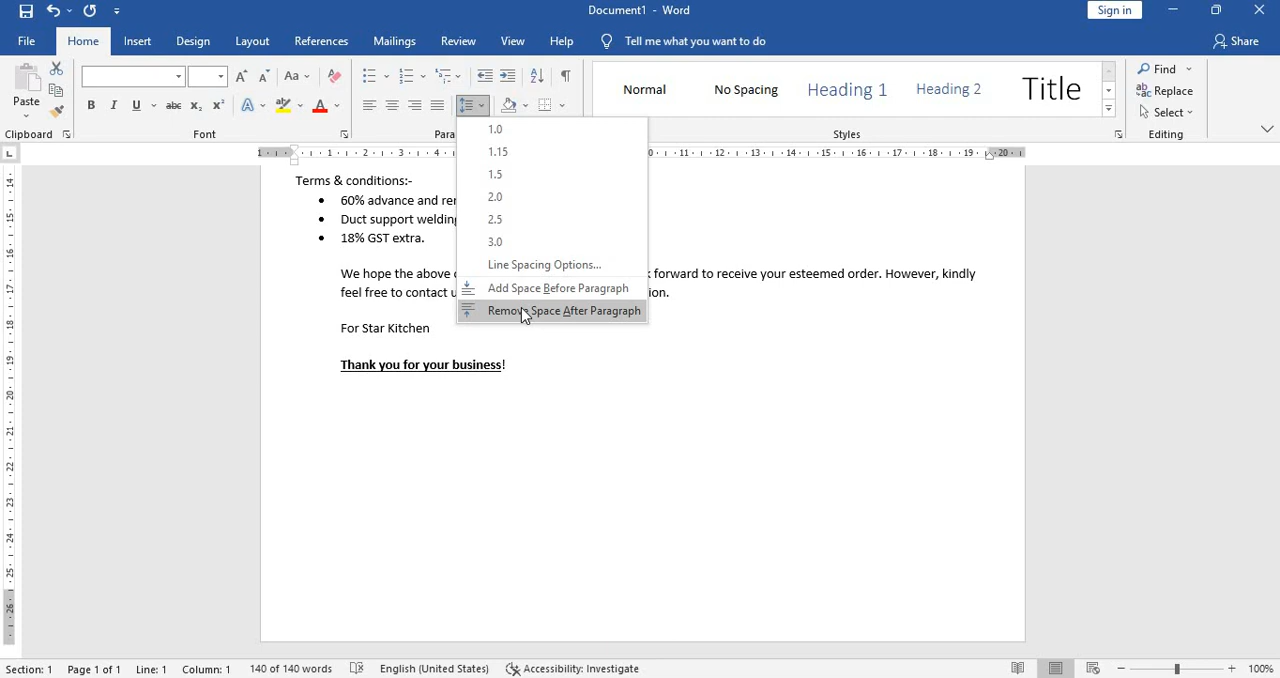 Document1 - Word
Sign in
File Home Insert Design Layout References Mailings Review View Help Tell me what you want to do Share
Aa
Normal No Spacing Heading 1 Heading 2 Title
Find
Replace
Select
Paste
B I U abc x₂ x² A A
Clipboard Font Para Styles Editing
1.0
1.15
1.5
2.0
2.5
3.0
Line Spacing Options...
Add Space Before Paragraph
Remove Space After Paragraph
Terms & conditions:-
• 60% advance and
• Duct support welding
• 18% GST extra.
We hope the above forward to receive your esteemed order. However, kindly
feel free to contact
For Star Kitchen
Thank you for your business!
Section: 1 Page 1 of 1 Line: 1 Column: 1 140 of 140 words English (United States) Accessibility: Investigate 100%